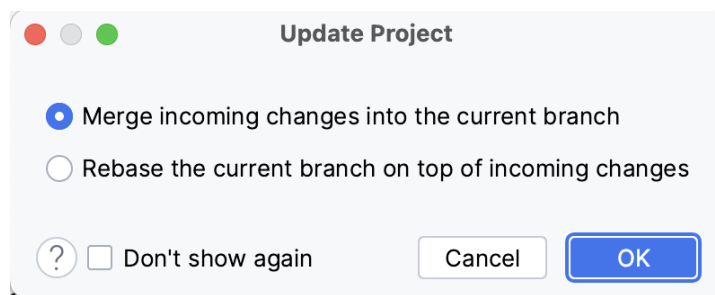 Update Project
Merge incoming changes into the current branch
Rebase the current branch on top of incoming changes
? Don't show again Cancel OK